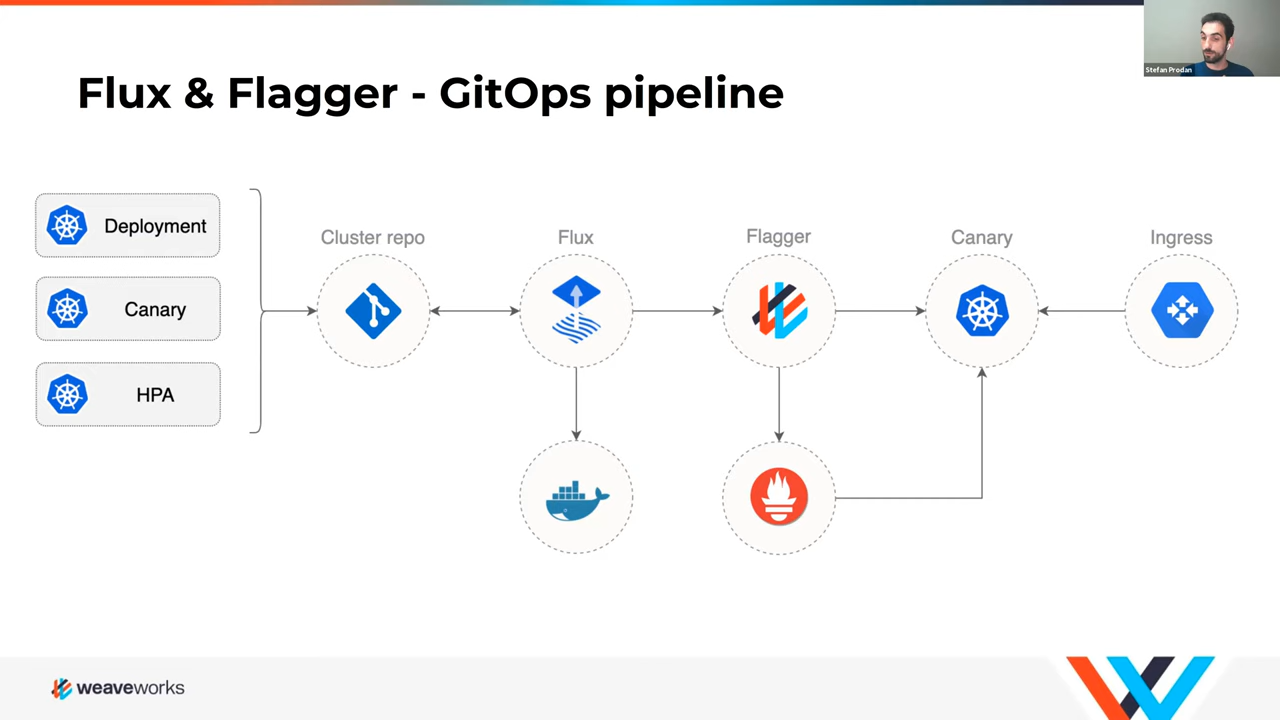 Stefan Prodan
Flux & Flagger - GitOps pipeline
Deployment
Canary
HPA
Cluster repo
Flux
Flagger
Canary
Ingress
weaveworks